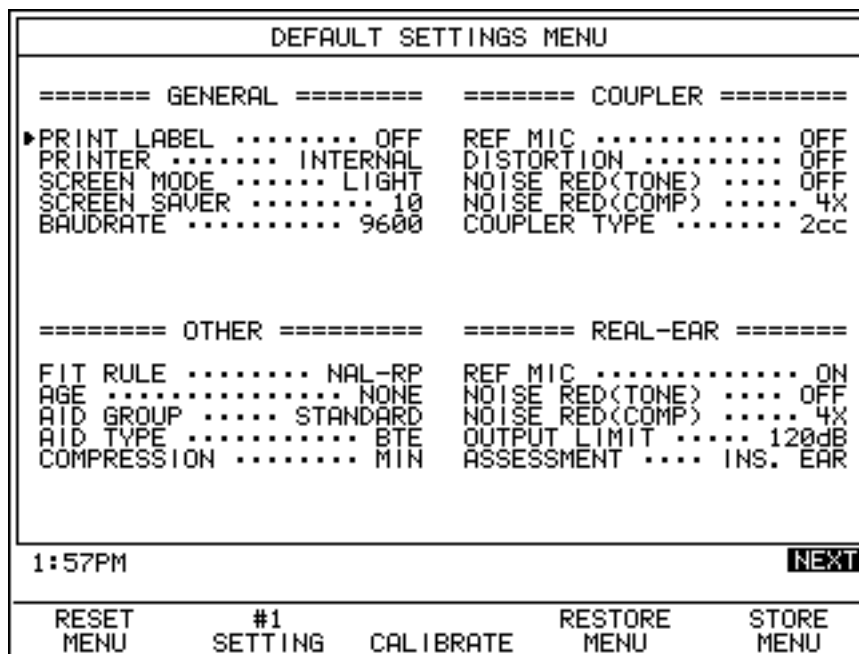 DEFAULT SETTINGS MENU
======= GENERAL ========
PRINT LABEL ········ OFF
PRINTER ······· INTERNAL
SCREEN MODE ······ LIGHT
SCREEN SAVER ········ 10
BAUDRATE ·········· 9600
======= COUPLER ========
REF MIC ············ OFF
DISTORTION ········· OFF
NOISE RED(TONE) ···· OFF
NOISE RED(COMP) ····· 4X
COUPLER TYPE ······· 2cc
======== OTHER =========
FIT RULE ········ NAL-RP
AGE ··············· NONE
AID GROUP ····· STANDARD
AID TYPE ··········· BTE
COMPRESSION ········ MIN
======= REAL-EAR =======
REF MIC ············· ON
NOISE RED(TONE) ···· OFF
NOISE RED(COMP) ····· 4X
OUTPUT LIMIT ····· 120dB
ASSESSMENT ···· INS. EAR
1:57PM
NEXT
RESET MENU
#1 SETTING
CALIBRATE
RESTORE MENU
STORE MENU